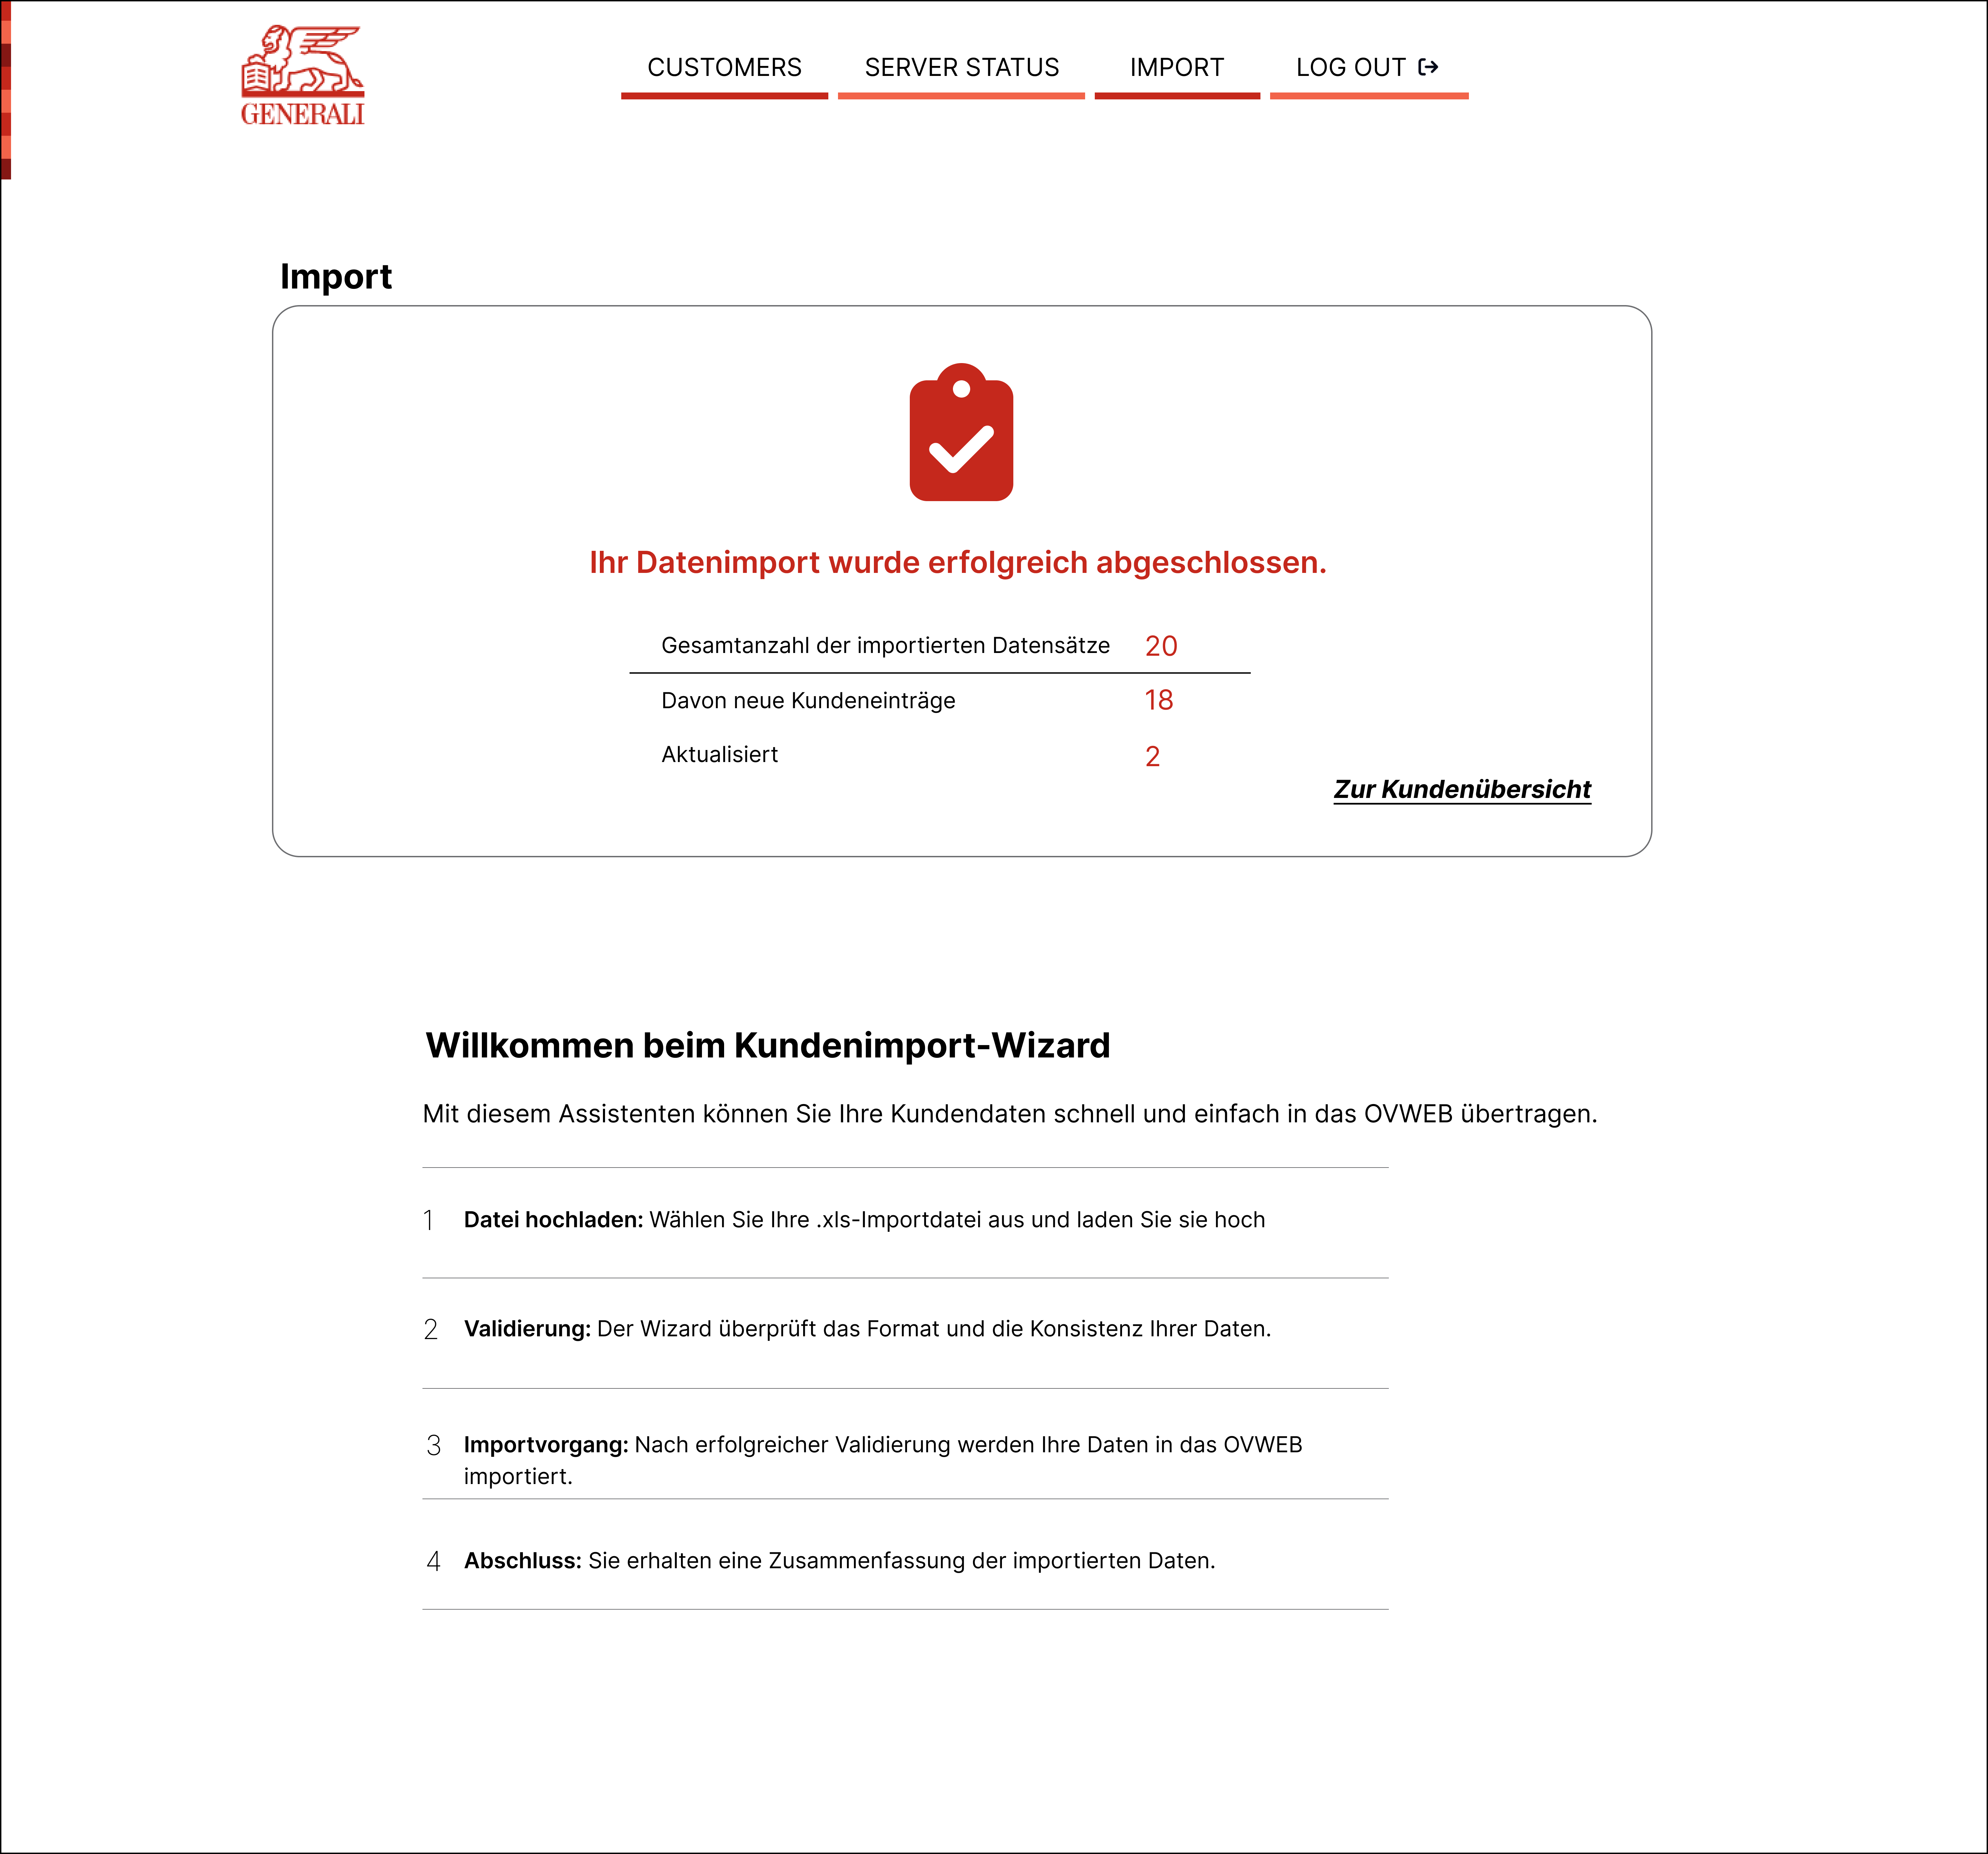 GENERALI
CUSTOMERS SERVER STATUS IMPORT LOG OUT
Import
Ihr Datenimport wurde erfolgreich abgeschlossen.
Gesamtanzahl der importierten Datensätze 20
Davon neue Kundeneinträge 18
Aktualisiert 2
Zur Kundenübersicht
Willkommen beim Kundenimport-Wizard
Mit diesem Assistenten können Sie Ihre Kundendaten schnell und einfach in das OVWEB übertragen.
1 Datei hochladen: Wählen Sie Ihre .xls-Importdatei aus und laden Sie sie hoch
2 Validierung: Der Wizard überprüft das Format und die Konsistenz Ihrer Daten.
3 Importvorgang: Nach erfolgreicher Validierung werden Ihre Daten in das OVWEB
importiert.
4 Abschluss: Sie erhalten eine Zusammenfassung der importierten Daten.